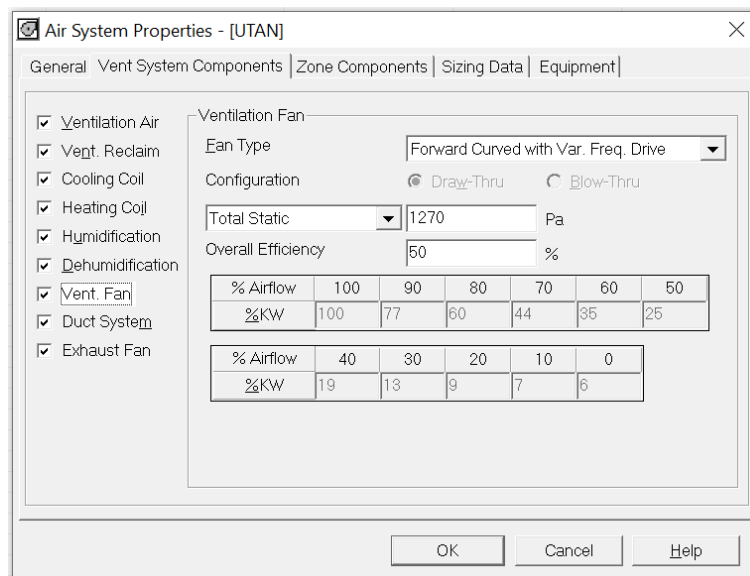 Air System Properties - [UTAN]
General Vent System Components Zone Components Sizing Data Equipment
Ventilation Air
Vent. Reclaim
Cooling Coil
Heating Coil
Humidification
Dehumidification
Vent. Fan
Duct System
Exhaust Fan
Ventilation Fan
Fan Type Forward Curved with Var. Freq. Drive
Configuration Draw-Thru Blow-Thru
Total Static 1270 Pa
Overall Efficiency 50 %
% Airflow 100 90 80 70 60 50
%KW 100 77 60 44 35 25
% Airflow 40 30 20 10 0
%KW 19 13 9 7 6
OK Cancel Help